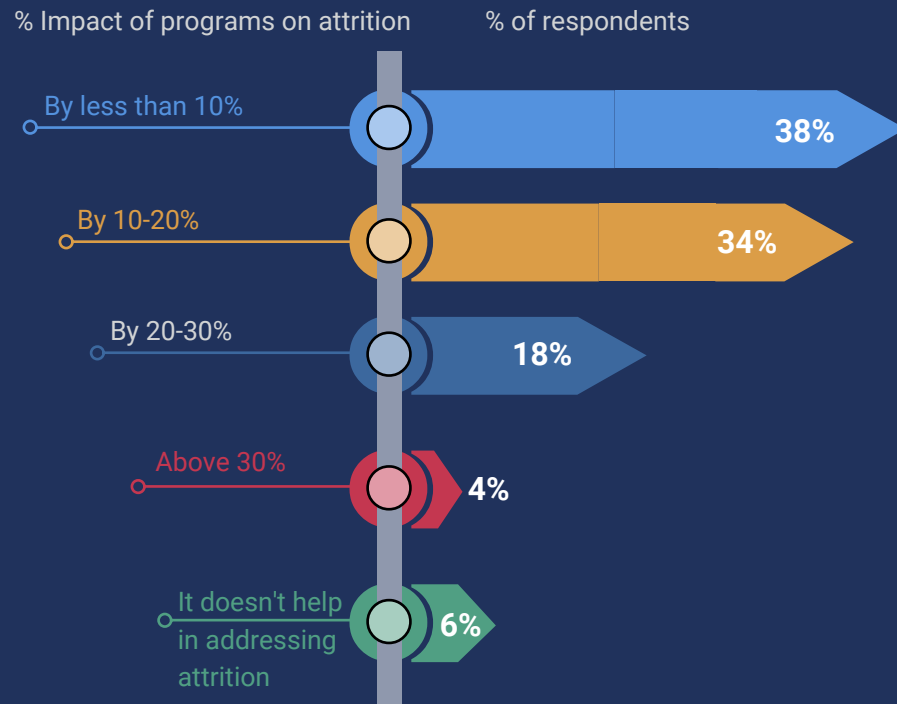 % Impact of programs on attrition
% of respondents
By less than 10%
38%
By 10-20%
34%
By 20-30%
18%
Above 30%
4%
It doesn't help
in addressing
attrition
6%